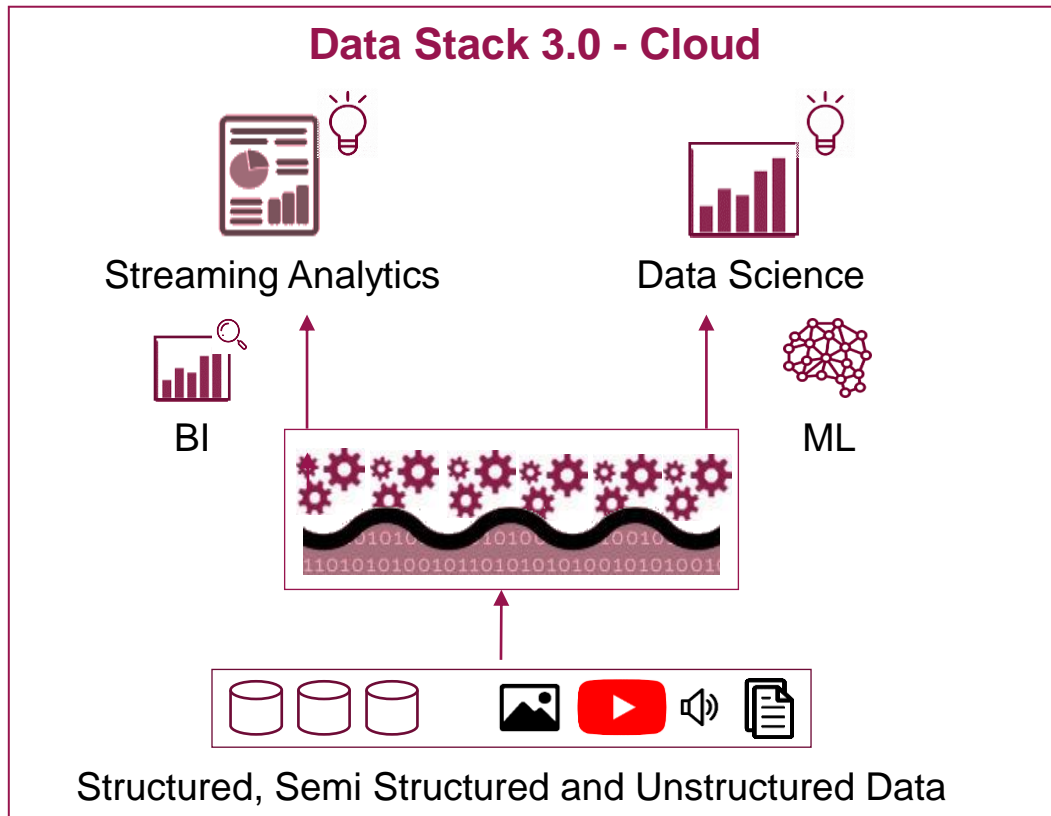 Data Stack 3.0 - Cloud
Streaming Analytics
Data Science
BI
ML
Structured, Semi Structured and Unstructured Data